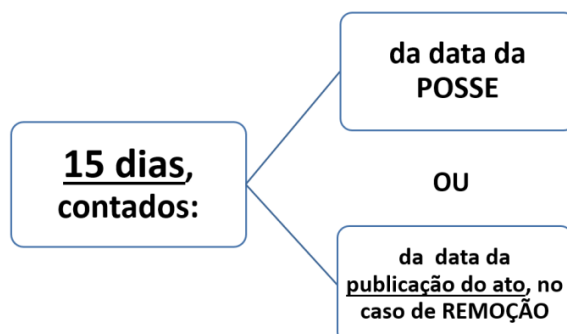 15 dias,
contados:
da data da
POSSE
OU
da data da
publicação do ato, no
caso de REMOÇÃO